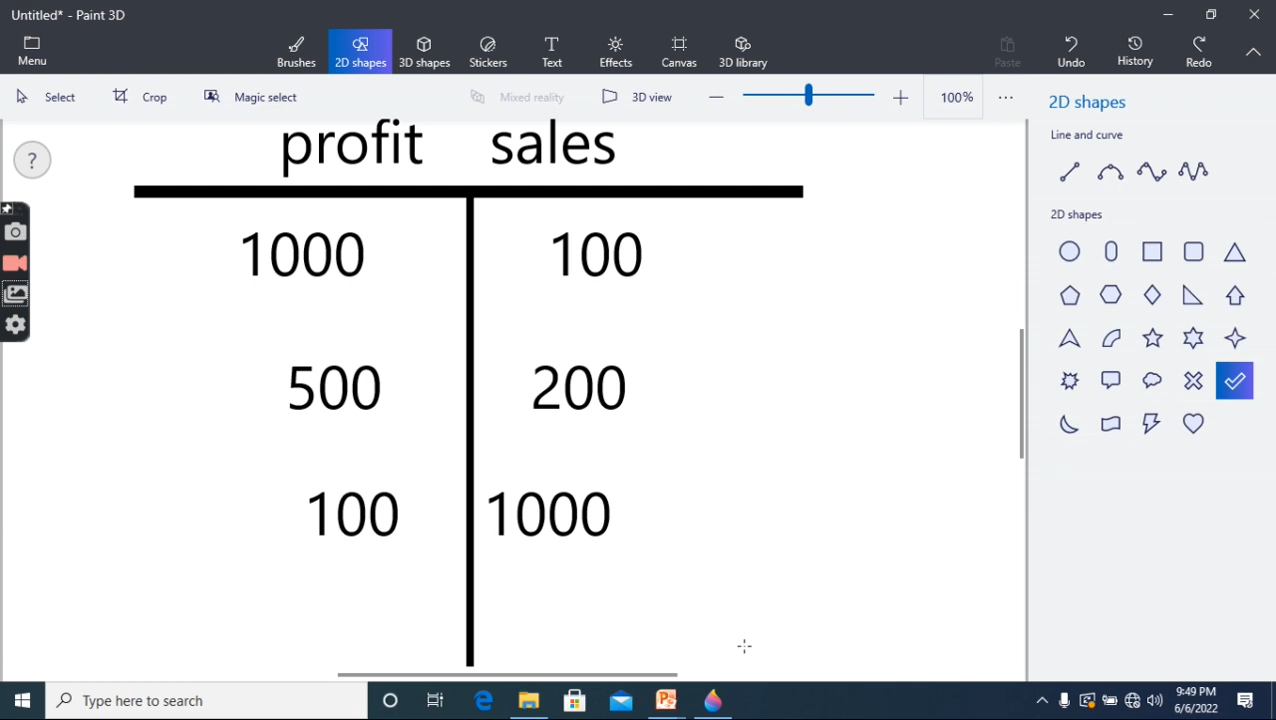 Untitled* - Paint 3D
Menu
Brushes
2D shapes
3D shapes
Stickers
Text
Effects
Canvas
3D library
Paste
Undo
History
Redo
Select
Crop
Magic select
Mixed reality
3D view
100%
2D shapes
Line and curve
2D shapes
?
profit sales
1000 100
500 200
100 1000
Type here to search
9:49 PM
6/6/2022